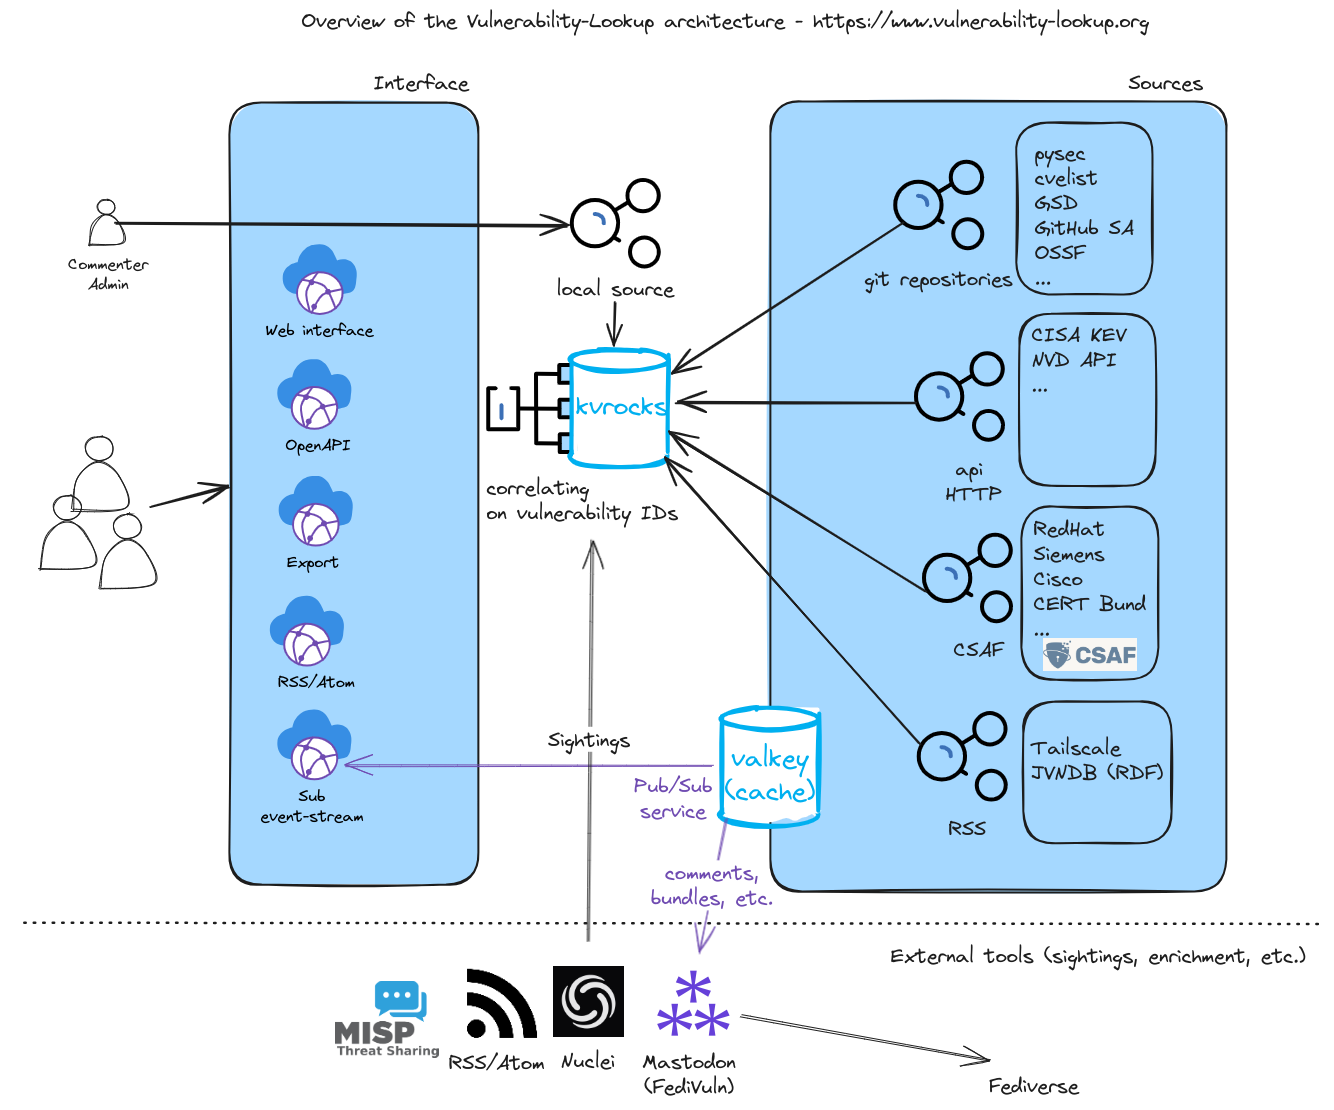 Overview of the Vulnerability-Lookup architecture - https://www.vulnerability-lookup.org
Interface
Sources
Commenter
Admin
Web interface
OpenAPI
Export
RSS/Atom
Sub
event-stream
local source
kvrocks
correlating
on vulnerability IDs
Sightings
Pub/Sub
service
valkey
(cache)
comments,
bundles, etc.
git repositories
pysec
cvelist
GSD
GitHub SA
OSSF
...
api
HTTP
CISA KEV
NVD API
...
CSAF
RedHat
Siemens
Cisco
CERT Bund
...
CSAF
RSS
Tailscale
JVNDB (RDF)
External tools (sightings, enrichment, etc.)
MISP
Threat Sharing
RSS/Atom
Nuclei
Mastodon
(FediVuln)
Fediverse